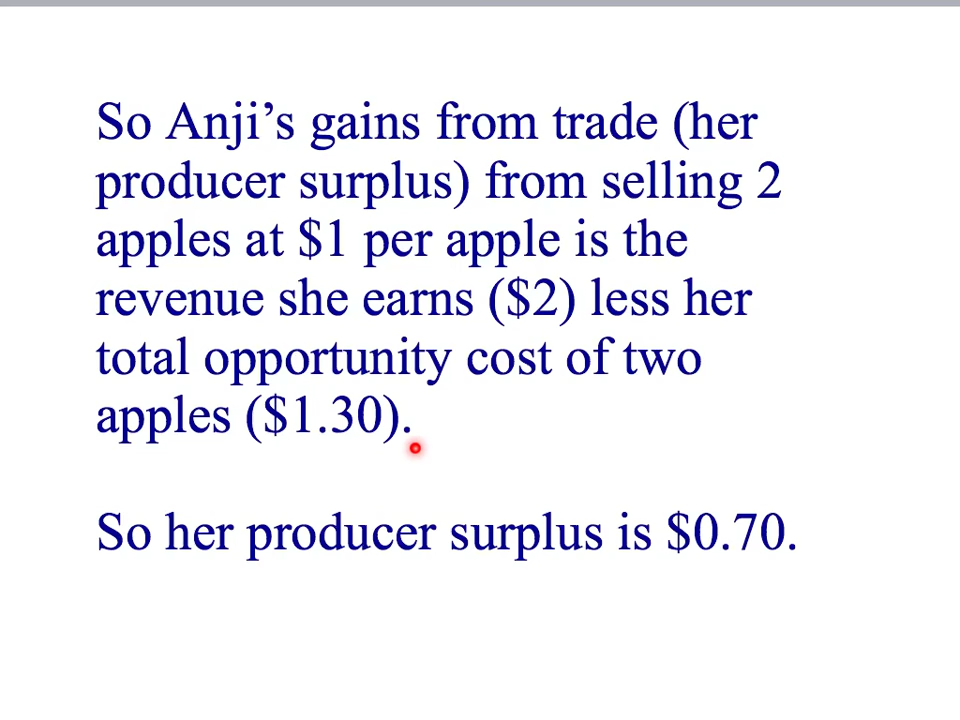 So Anji’s gains from trade (her
producer surplus) from selling 2
apples at $1 per apple is the
revenue she earns ($2) less her
total opportunity cost of two
apples ($1.30).
So her producer surplus is $0.70.